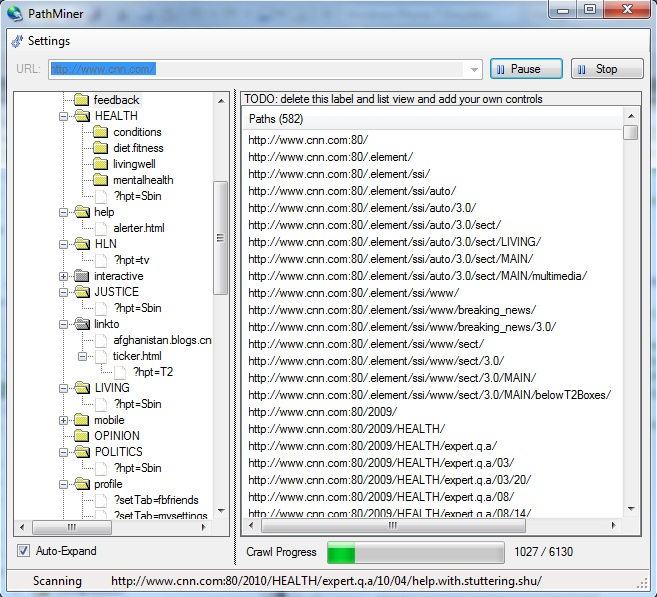 PathMiner
Settings
URL: http://www.cnn.com/ Pause Stop
feedback
HEALTH
conditions
diet.fitness
livingwell
mentalhealth
?hpt=Sbin
help
alerter.html
HLN
?hpt=tv
interactive
JUSTICE
?hpt=Sbin
linkto
afghanistan.blogs.cn
ticker.html
?hpt=T2
LIVING
?hpt=Sbin
mobile
OPINION
POLITICS
?hpt=Sbin
profile
?setTab=fbfriends
?setTab=mysettings
TODO: delete this label and list view and add your own controls
Paths (582)
http://www.cnn.com:80/
http://www.cnn.com:80/.element/
http://www.cnn.com:80/.element/ssi/
http://www.cnn.com:80/.element/ssi/auto/
http://www.cnn.com:80/.element/ssi/auto/3.0/
http://www.cnn.com:80/.element/ssi/auto/3.0/sect/
http://www.cnn.com:80/.element/ssi/auto/3.0/sect/LIVING/
http://www.cnn.com:80/.element/ssi/auto/3.0/sect/MAIN/
http://www.cnn.com:80/.element/ssi/auto/3.0/sect/MAIN/multimedia/
http://www.cnn.com:80/.element/ssi/www/
http://www.cnn.com:80/.element/ssi/www/breaking_news/
http://www.cnn.com:80/.element/ssi/www/breaking_news/3.0/
http://www.cnn.com:80/.element/ssi/www/sect/
http://www.cnn.com:80/.element/ssi/www/sect/3.0/
http://www.cnn.com:80/.element/ssi/www/sect/3.0/MAIN/
http://www.cnn.com:80/.element/ssi/www/sect/3.0/MAIN/belowT2Boxes/
http://www.cnn.com:80/2009/
http://www.cnn.com:80/2009/HEALTH/
http://www.cnn.com:80/2009/HEALTH/expert.q.a/
http://www.cnn.com:80/2009/HEALTH/expert.q.a/03/
http://www.cnn.com:80/2009/HEALTH/expert.q.a/03/20/
http://www.cnn.com:80/2009/HEALTH/expert.q.a/08/
http://www.cnn.com:80/2009/HEALTH/expert.q.a/08/14/
Auto-Expand
Crawl Progress 1027 / 6130
Scanning http://www.cnn.com:80/2010/HEALTH/expert.q.a/10/04/help.with.stuttering.shu/